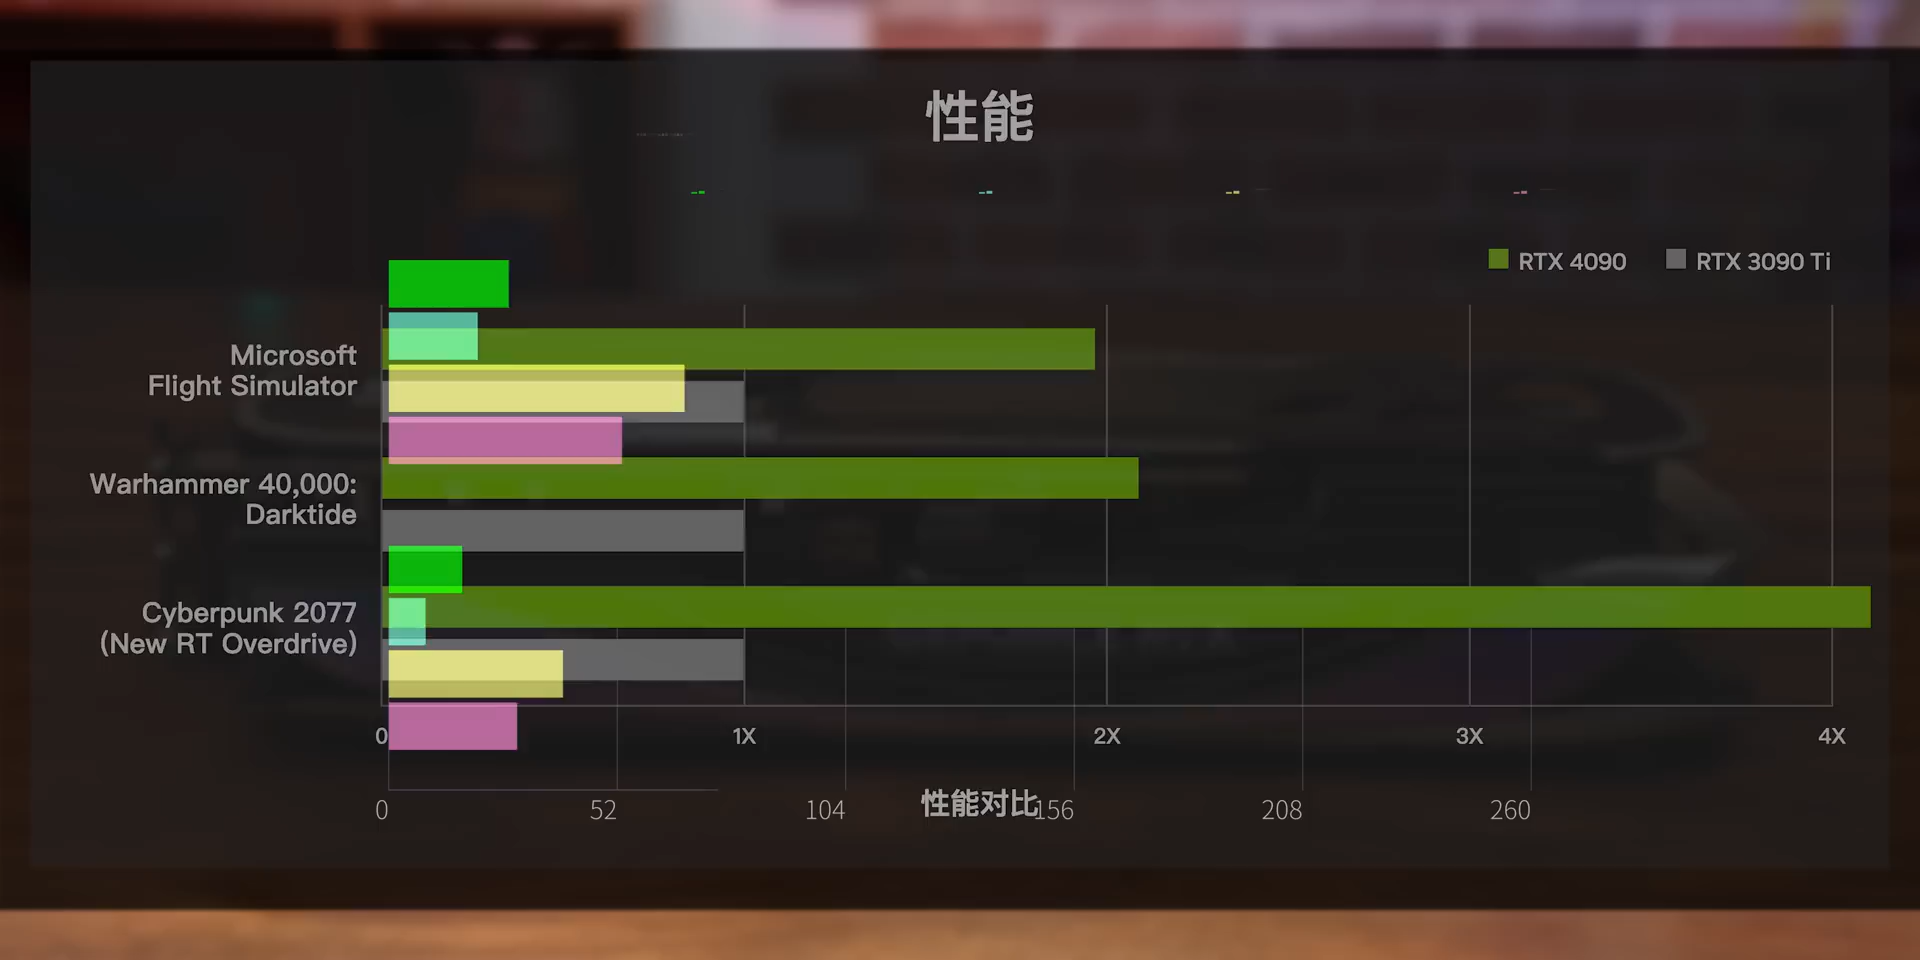 性能
RTX 4090
RTX 3090 Ti
Microsoft
Flight Simulator
Warhammer 40,000:
Darktide
Cyberpunk 2077
(New RT Overdrive)
0
1X
2X
3X
4X
性能对比
0
52
104
156
208
260